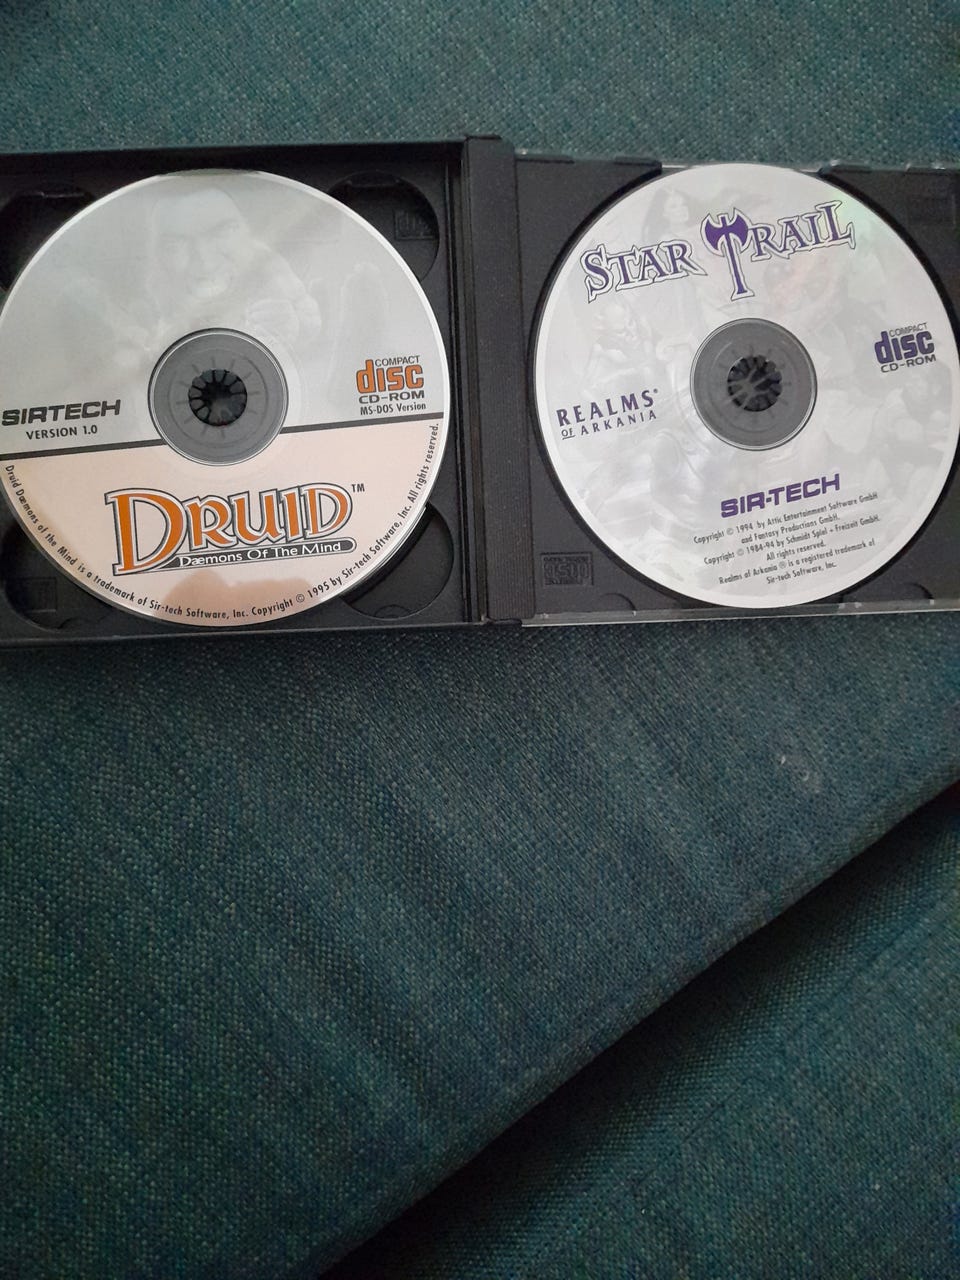 SIRTECH
VERSION 1.0
COMPACT
disc
CD-ROM
MS-DOS Version
DRUID™
Dæmons Of The Mind
Druid Dæmons of the Mind is a trademark of Sir-tech Software, Inc. Copyright © 1995 by Sir-tech Software, Inc. All rights reserved.
STAR TRAIL
COMPACT
disc
CD-ROM
REALMS®
OF ARKANIA
SIR-TECH
Copyright © 1994 by Attic Entertainment Software GmbH
and Fantasy Productions GmbH.
Copyright © 1984-94 by Schmidt Spiel + Freizeit GmbH.
All rights reserved.
Realms of Arkania ® is a registered trademark of
Sir-tech Software, Inc.